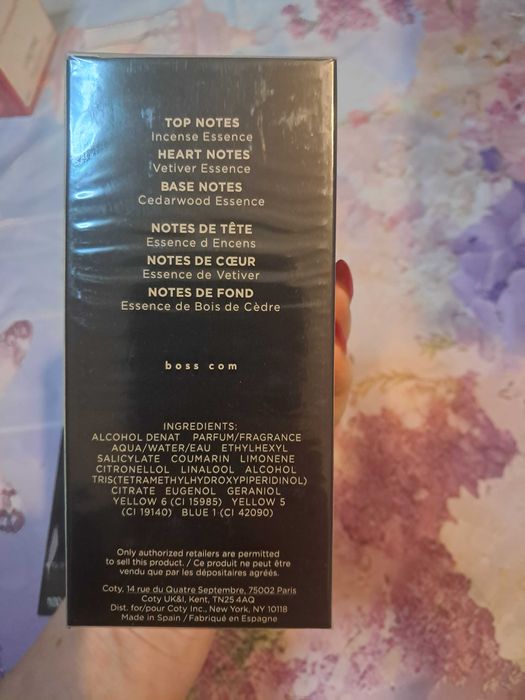 TOP NOTES
Incense Essence
HEART NOTES
Vetiver Essence
BASE NOTES
Cedarwood Essence
NOTES DE TÊTE
Essence d Encens
NOTES DE CŒUR
Essence de Vetiver
NOTES DE FOND
Essence de Bois de Cèdre
boss com
INGREDIENTS:
ALCOHOL DENAT PARFUM/FRAGRANCE
AQUA/WATER/EAU ETHYLHEXYL
SALICYLATE COUMARIN LIMONENE
CITRONELLOL LINALOOL ALCOHOL
TRIS(TETRAMETHYLHYDROXYPIPERIDINOL)
CITRATE EUGENOL GERANIOL
YELLOW 6 (CI 15985) YELLOW 5
(CI 19140) BLUE 1 (CI 42090)
Only authorized retailers are permitted
to sell this product. / Ce produit ne peut être
vendu que par les dépositaires agréés.
Coty, 14 rue du Quatre Septembre, 75002 Paris
Coty UK&I, Kent, TN25 4AQ
Dist. for/pour Coty Inc., New York, NY 10118
Made in Spain / Fabriqué en Espagne